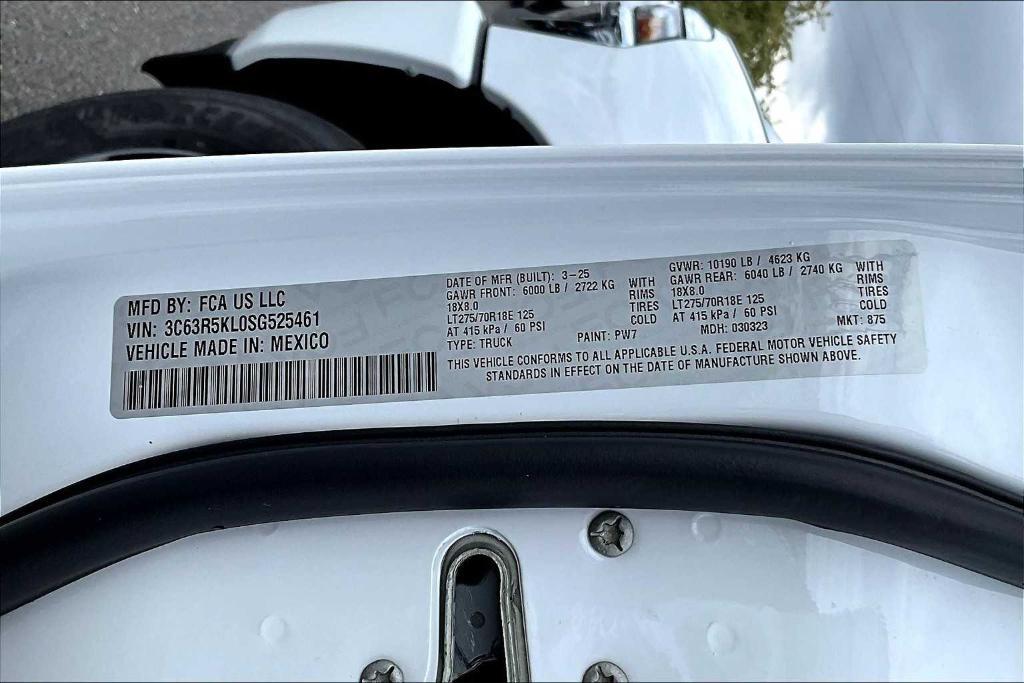 MFD BY: FCA US LLC
VIN: 3C63R5KL0SG525461
VEHICLE MADE IN: MEXICO
DATE OF MFR (BUILT): 3-25
GAWR FRONT: 6000 LB / 2722 KG WITH
18X8.0 RIMS
LT275/70R18E 125 TIRES
AT 415 kPa / 60 PSI COLD
TYPE: TRUCK PAINT: PW7
GVWR: 10190 LB / 4623 KG
GAWR REAR: 6040 LB / 2740 KG WITH
18X8.0 RIMS
LT275/70R18E 125 TIRES
AT 415 kPa / 60 PSI COLD
MDH: 030323 MKT: 875
THIS VEHICLE CONFORMS TO ALL APPLICABLE U.S.A. FEDERAL MOTOR VEHICLE SAFETY
STANDARDS IN EFFECT ON THE DATE OF MANUFACTURE SHOWN ABOVE.